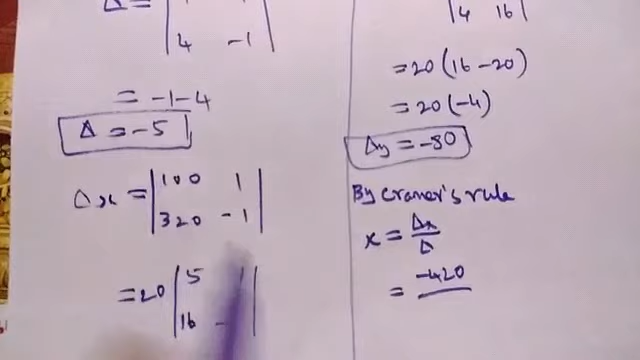 Δ =
4 -1
= -1-4
Δ = -5
Δx = | 100 1 |
| 320 -1 |
= 20 | 5 1 |
| 16 - |
| 4 16 |
= 20(16-20)
= 20(-4)
Δy = -80
By cramer's rule
x = Δx/Δ
= -420